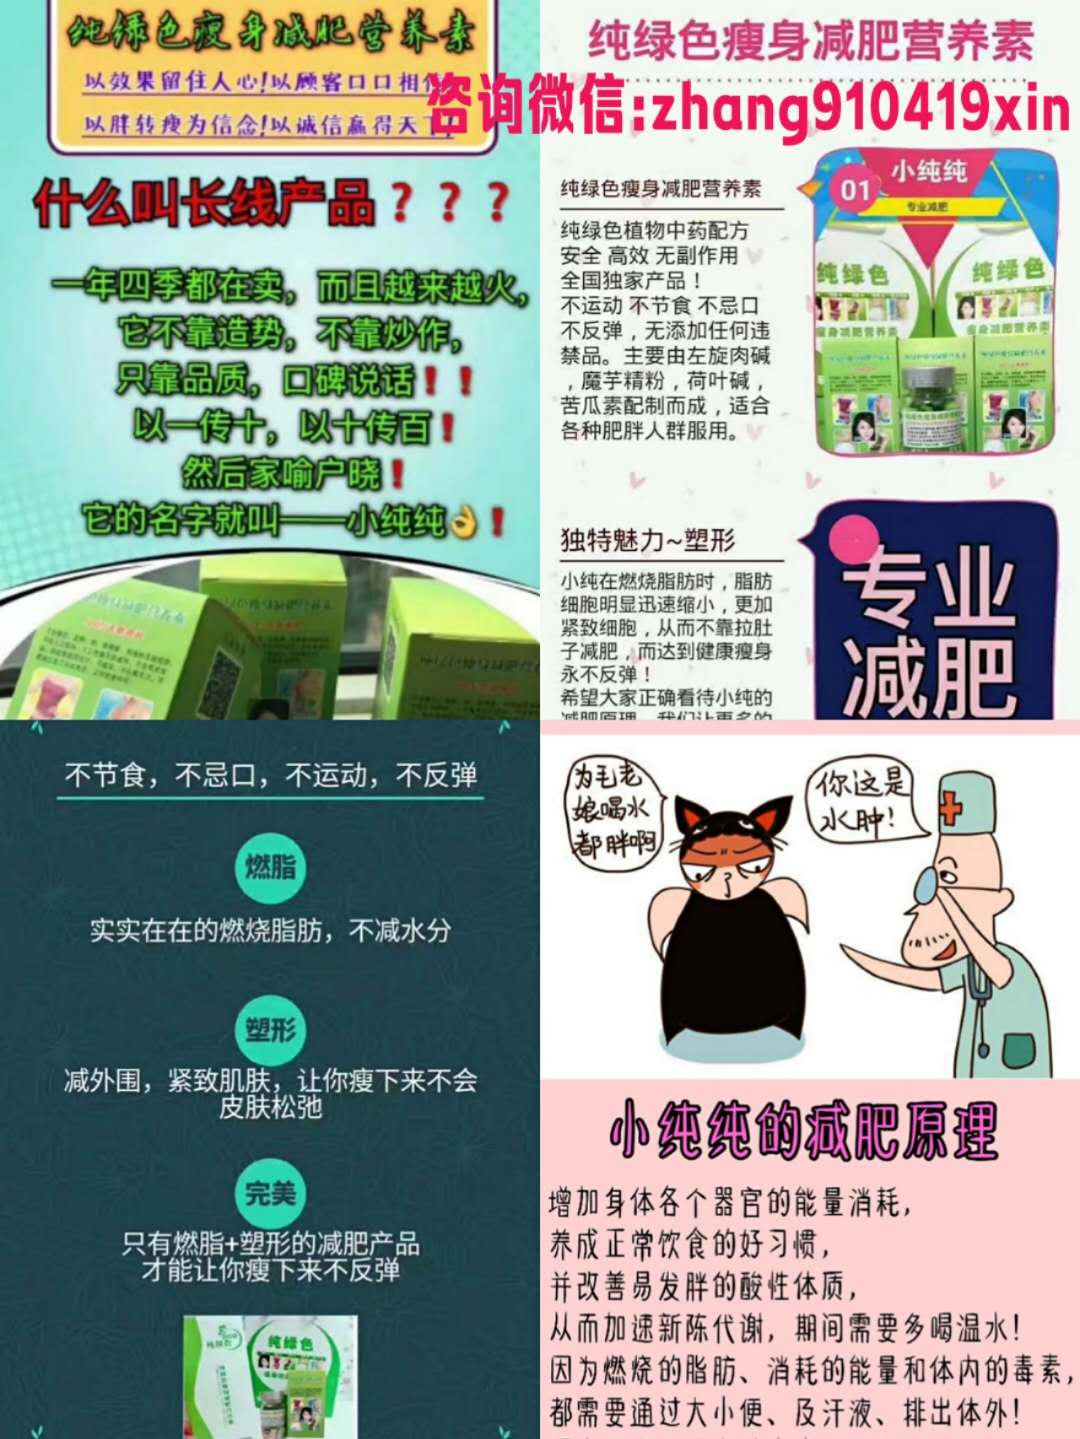 纯绿色瘦身减肥营养素
以效果留住人心!以顾客口口相传
以胖转瘦为信念!以诚信赢得天下!
什么叫长线产品？？？
一年四季都在卖，而且越来越火，
它不靠造势，不靠炒作，
只靠品质，口碑说话❗❗
以一传十，以十传百❗
然后家喻户晓❗
它的名字就叫——小纯纯👌❗
纯绿色瘦身减肥营养素
咨询微信:zhang910419xin
纯绿色瘦身减肥营养素
纯绿色植物中药配方
安全 高效 无副作用
全国独家产品！
不运动 不节食 不忌口
不反弹，无添加任何违
禁品。主要由左旋肉碱
，魔芋精粉，荷叶碱，
苦瓜素配制而成，适合
各种肥胖人群服用。
01
小纯纯
专业减肥
纯绿色
纯绿色
瘦身减肥营养素
独特魅力~塑形
小纯在燃烧脂肪时，脂肪
细胞明显迅速缩小，更加
紧致细胞，从而不靠拉肚
子减肥，而达到健康瘦身
永不反弹！
希望大家正确看待小纯的
减肥原理，我们让更多的
专业
减肥
不节食，不忌口，不运动，不反弹
燃脂
实实在在的燃烧脂肪，不减水分
塑形
减外围，紧致肌肤，让你瘦下来不会
皮肤松弛
完美
只有燃脂+塑形的减肥产品
才能让你瘦下来不反弹
纯绿色
为毛老
娘喝水
都胖啊
你这是
水肿!
小纯纯的减肥原理
增加身体各个器官的能量消耗，
养成正常饮食的好习惯，
并改善易发胖的酸性体质，
从而加速新陈代谢，期间需要多喝温水!
因为燃烧的脂肪、消耗的能量和体内的毒素，
都需要通过大小便、及汗液、排出体外!